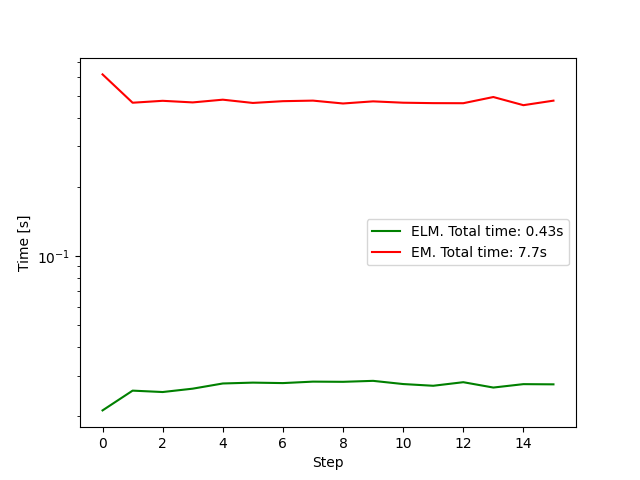 Time [s]
10⁻¹
ELM. Total time: 0.43s
EM. Total time: 7.7s
0 2 4 6 8 10 12 14
Step